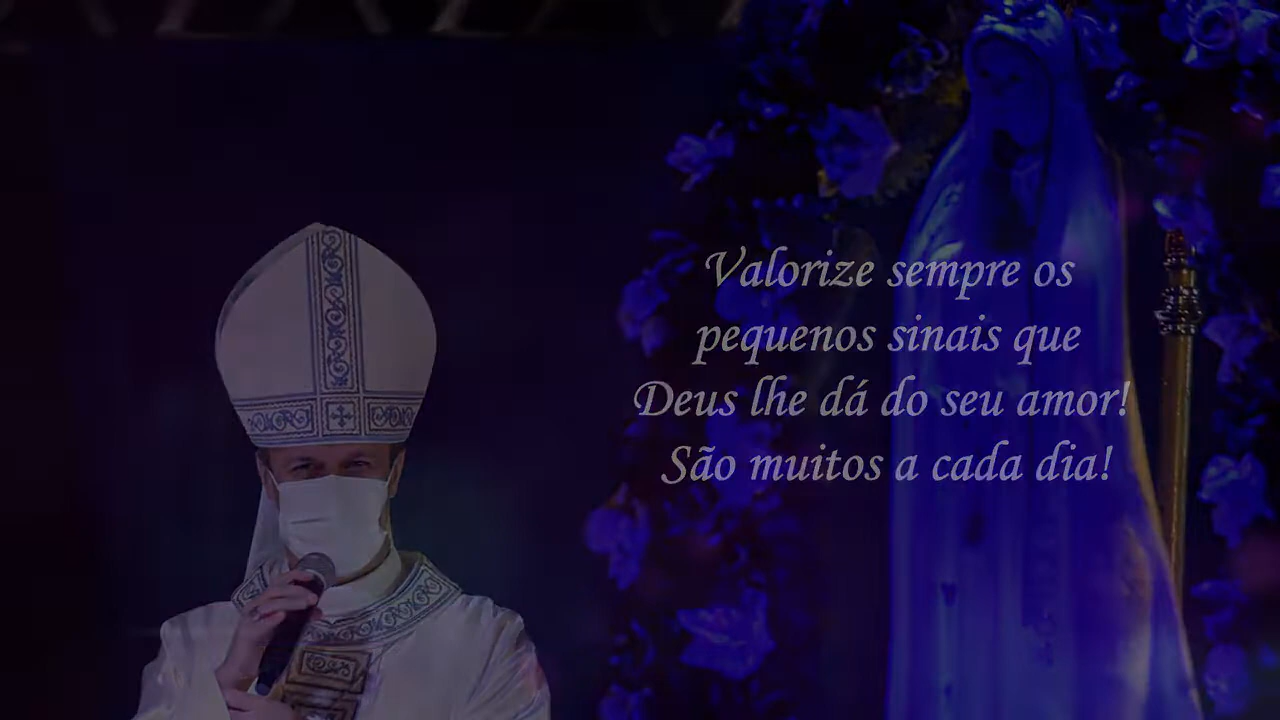 Valorize sempre os
pequenos sinais que
Deus lhe dá do seu amor!
São muitos a cada dia!